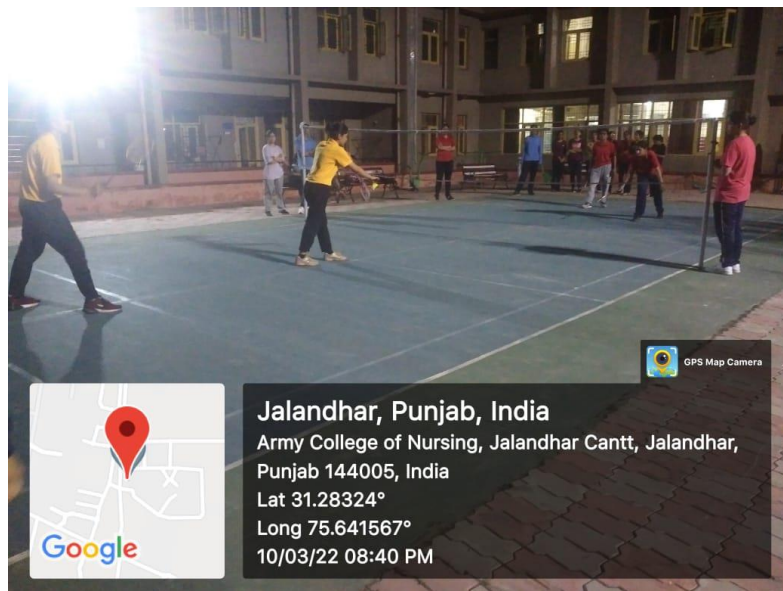 GPS Map Camera
Jalandhar, Punjab, India
Army College of Nursing, Jalandhar Cantt, Jalandhar,
Punjab 144005, India
Lat 31.28324°
Long 75.641567°
10/03/22 08:40 PM
Google